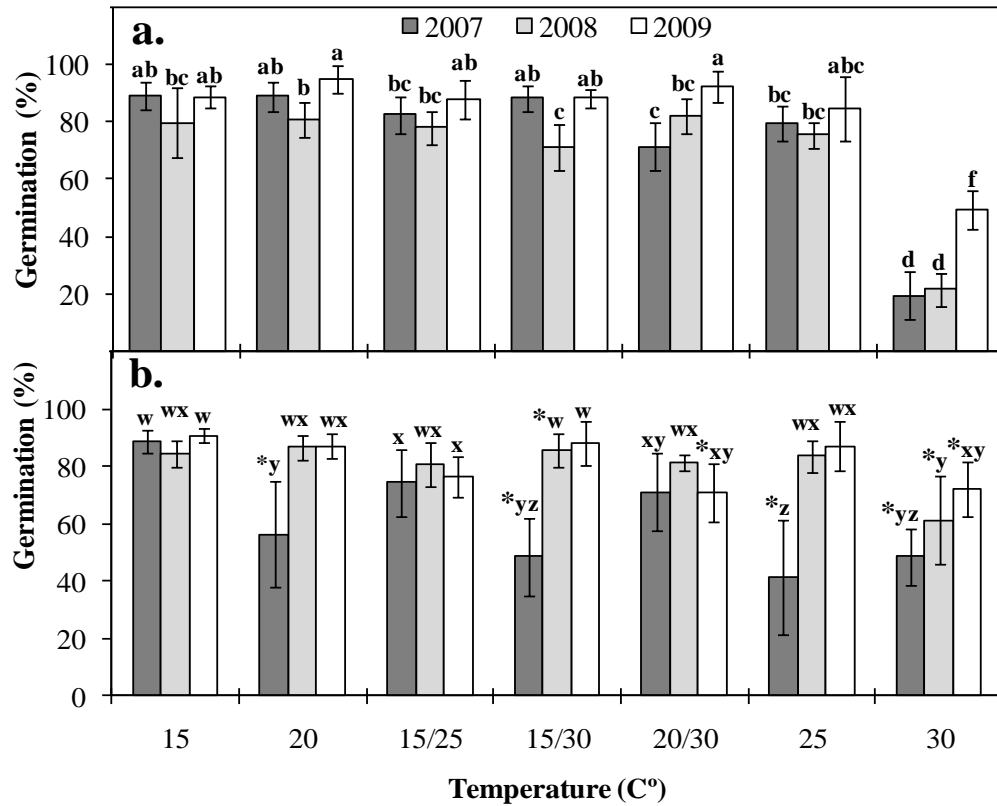 a.
2007 2008 2009
Germination (%)
100
80
60
40
20
ab bc ab
ab b a
bc bc ab
ab c ab
c b a
bc bc abc
d d f
b.
Germination (%)
100
80
60
40
20
0
w wx w
*y wx wx
x wx x
*yz *w w
xy wx *xy
*z wx wx
*yz *y *xy
15 20 15/25 15/30 20/30 25 30
Temperature (Cº)